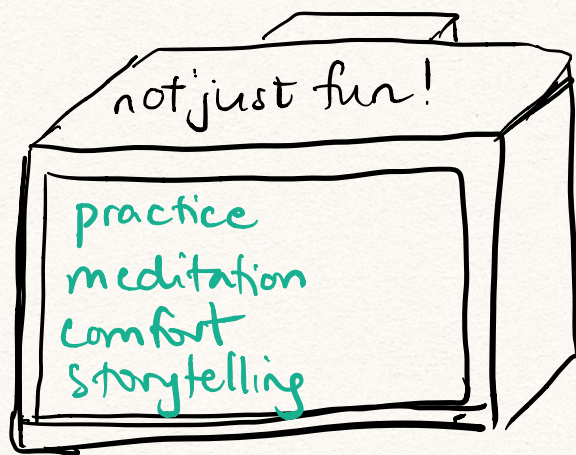 not just fun!
practice
meditation
comfort
storytelling